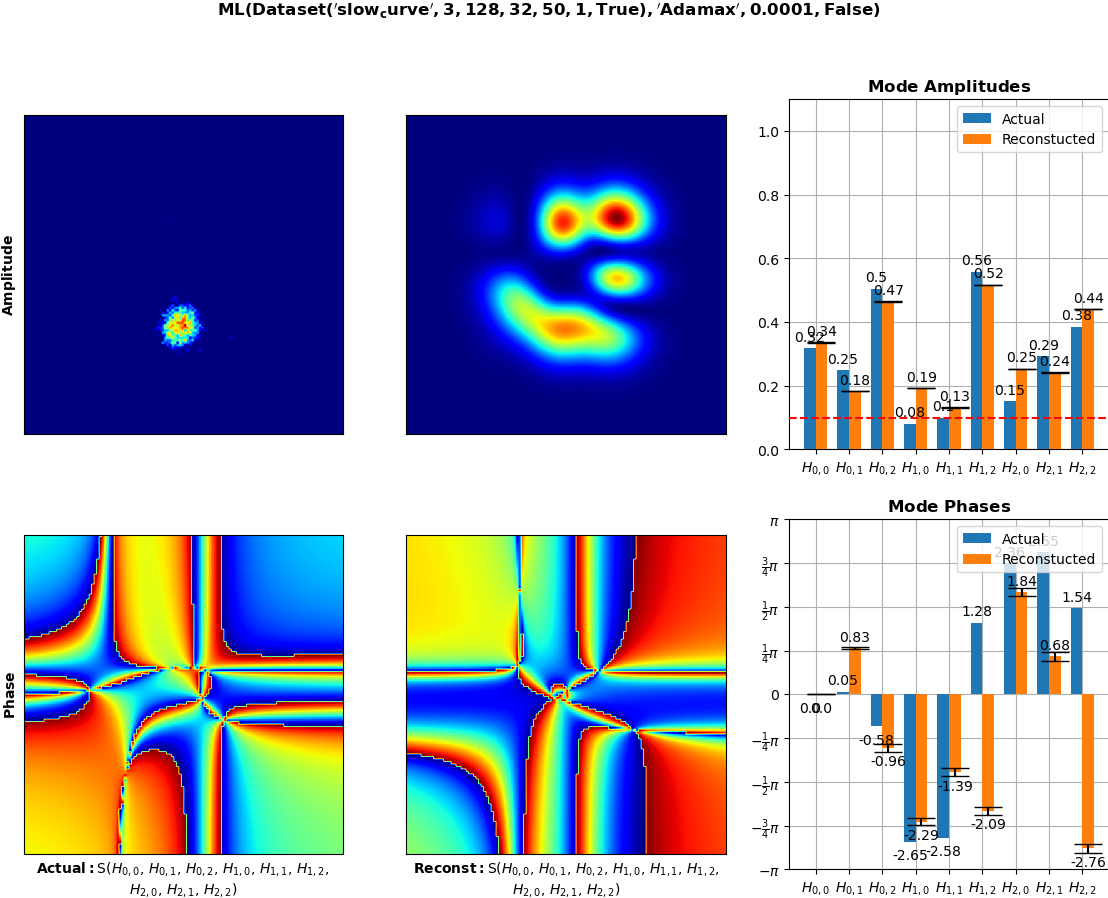 ML(Dataset('slow_curve', 3, 128, 32, 50, 1, True), 'Adamax', 0.0001, False)
Mode Amplitudes
Actual
Reconstucted
1.0
0.8
0.6
0.4
0.2
0.0
0.32
0.34
0.25
0.18
0.5
0.47
0.08
0.19
0.1
0.13
0.56
0.52
0.15
0.25
0.29
0.24
0.38
0.44
H0,0 H0,1 H0,2 H1,0 H1,1 H1,2 H2,0 H2,1 H2,2
Amplitude
Mode Phases
Actual
Reconstucted
π
3/4π
1/2π
1/4π
0
−1/4π
−1/2π
−3/4π
−π
0.0
0.0
0.05
0.83
-0.58
-0.96
-2.65
-2.29
-2.58
-1.39
1.28
-2.09
2.36
1.84
0.68
1.54
-2.76
H0,0 H0,1 H0,2 H1,0 H1,1 H1,2 H2,0 H2,1 H2,2
Phase
Actual: S(H0,0, H0,1, H0,2, H1,0, H1,1, H1,2,
H2,0, H2,1, H2,2)
Reconst: S(H0,0, H0,1, H0,2, H1,0, H1,1, H1,2,
H2,0, H2,1, H2,2)